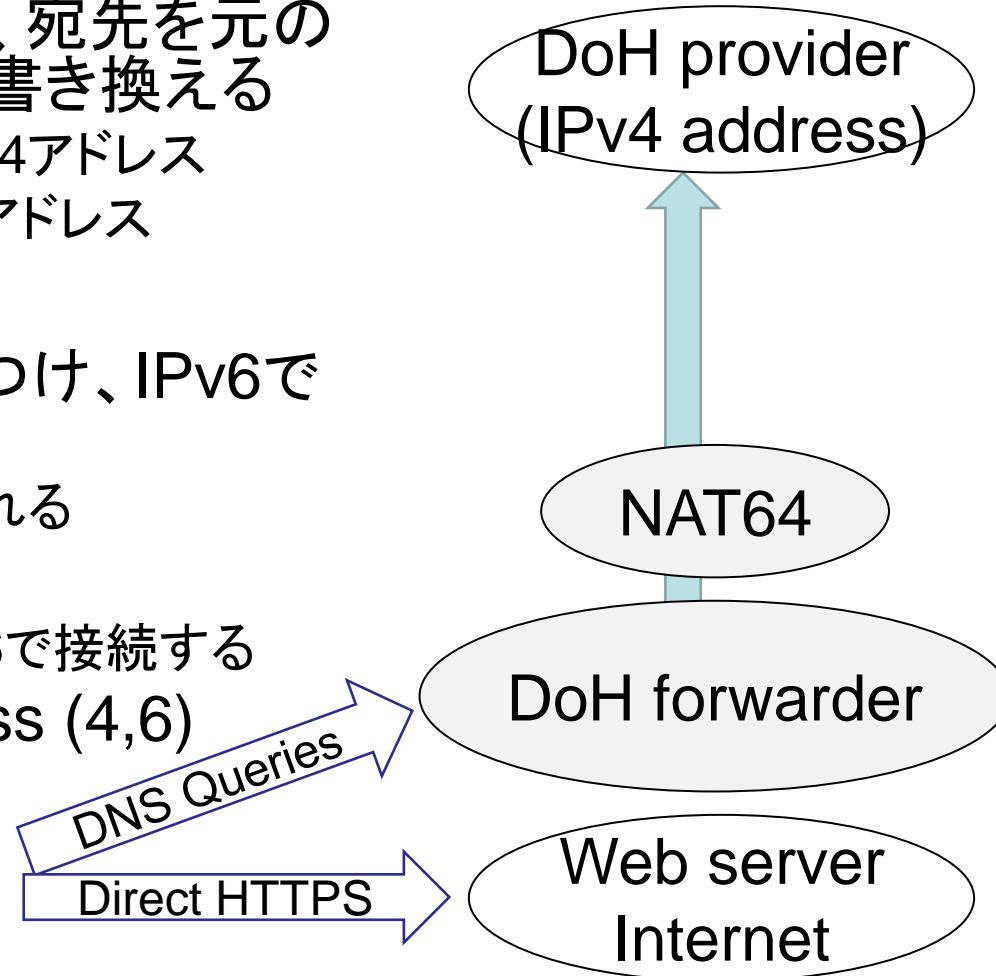 、宛先を元の
書き換える
4アドレス
アドレス
つけ、IPv6で
れる
で接続する
ss (4,6)
DoH provider
(IPv4 address)
NAT64
DoH forwarder
DNS Queries
Direct HTTPS
Web server
Internet